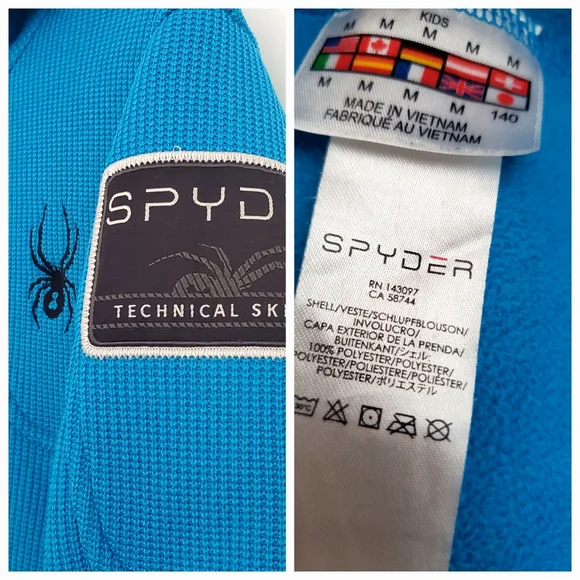 SPYD
TECHNICAL SK
KIDS
M M M M M
M M M M 140
MADE IN VIETNAM
FABRIQUÉ AU VIETNAM
SPYDER
RN 143097
CA 58744
SHELL/VESTE/SCHLUPFBLOUSON/
INVOLUCRO/
CAPA EXTERIOR DE LA PRENDA/
BUITENKANT/シェル:
100% POLYESTER/POLYESTER/
POLYESTER/POLIESTERE/POLIÉSTER/
POLYESTER/ポリエステル
30°C